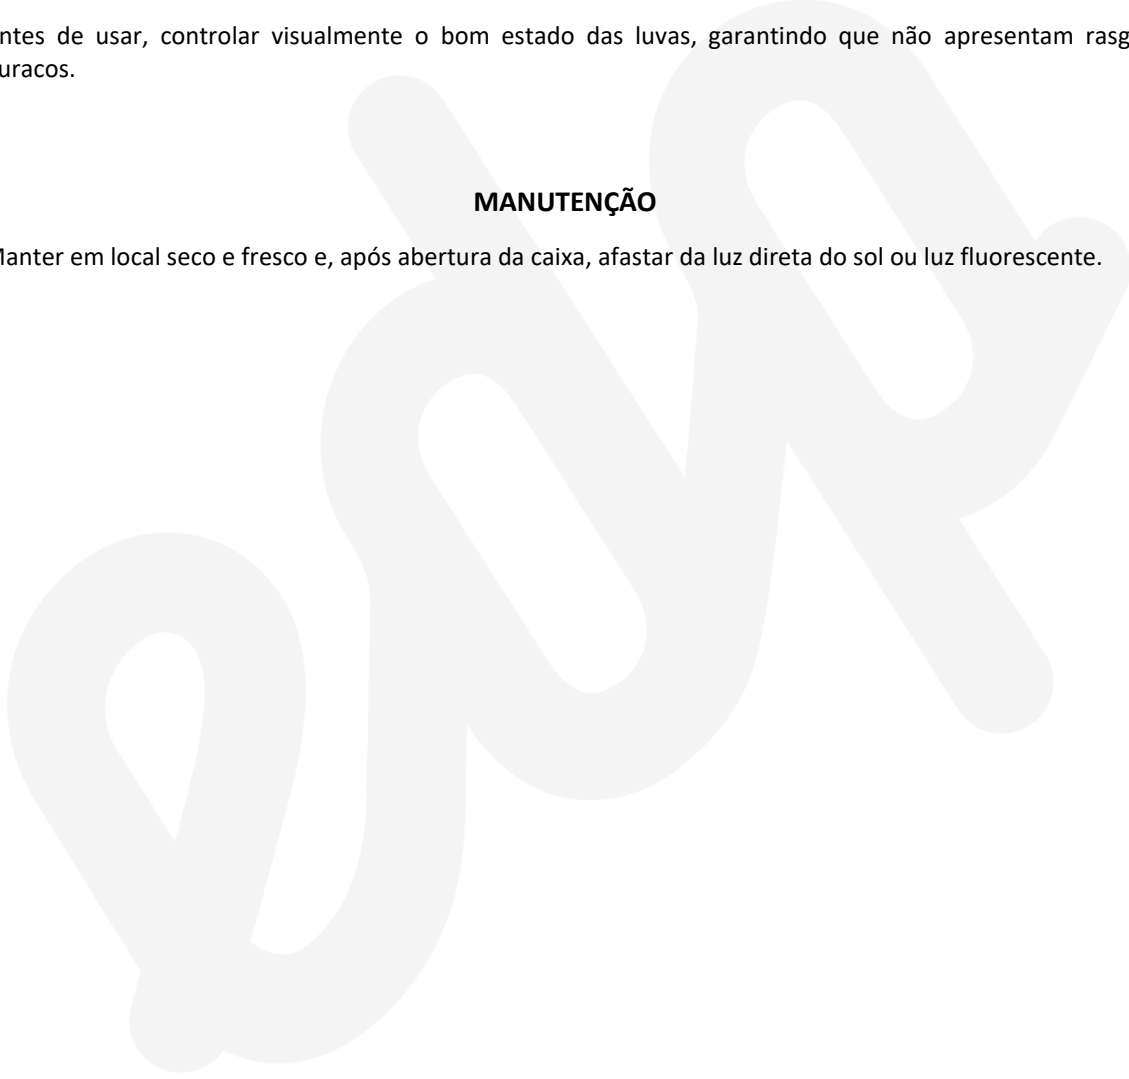 ntes de usar, controlar visualmente o bom estado das luvas, garantindo que não apresentam rasg
uracos.
MANUTENÇÃO
Manter em local seco e fresco e, após abertura da caixa, afastar da luz direta do sol ou luz fluorescente.
edp